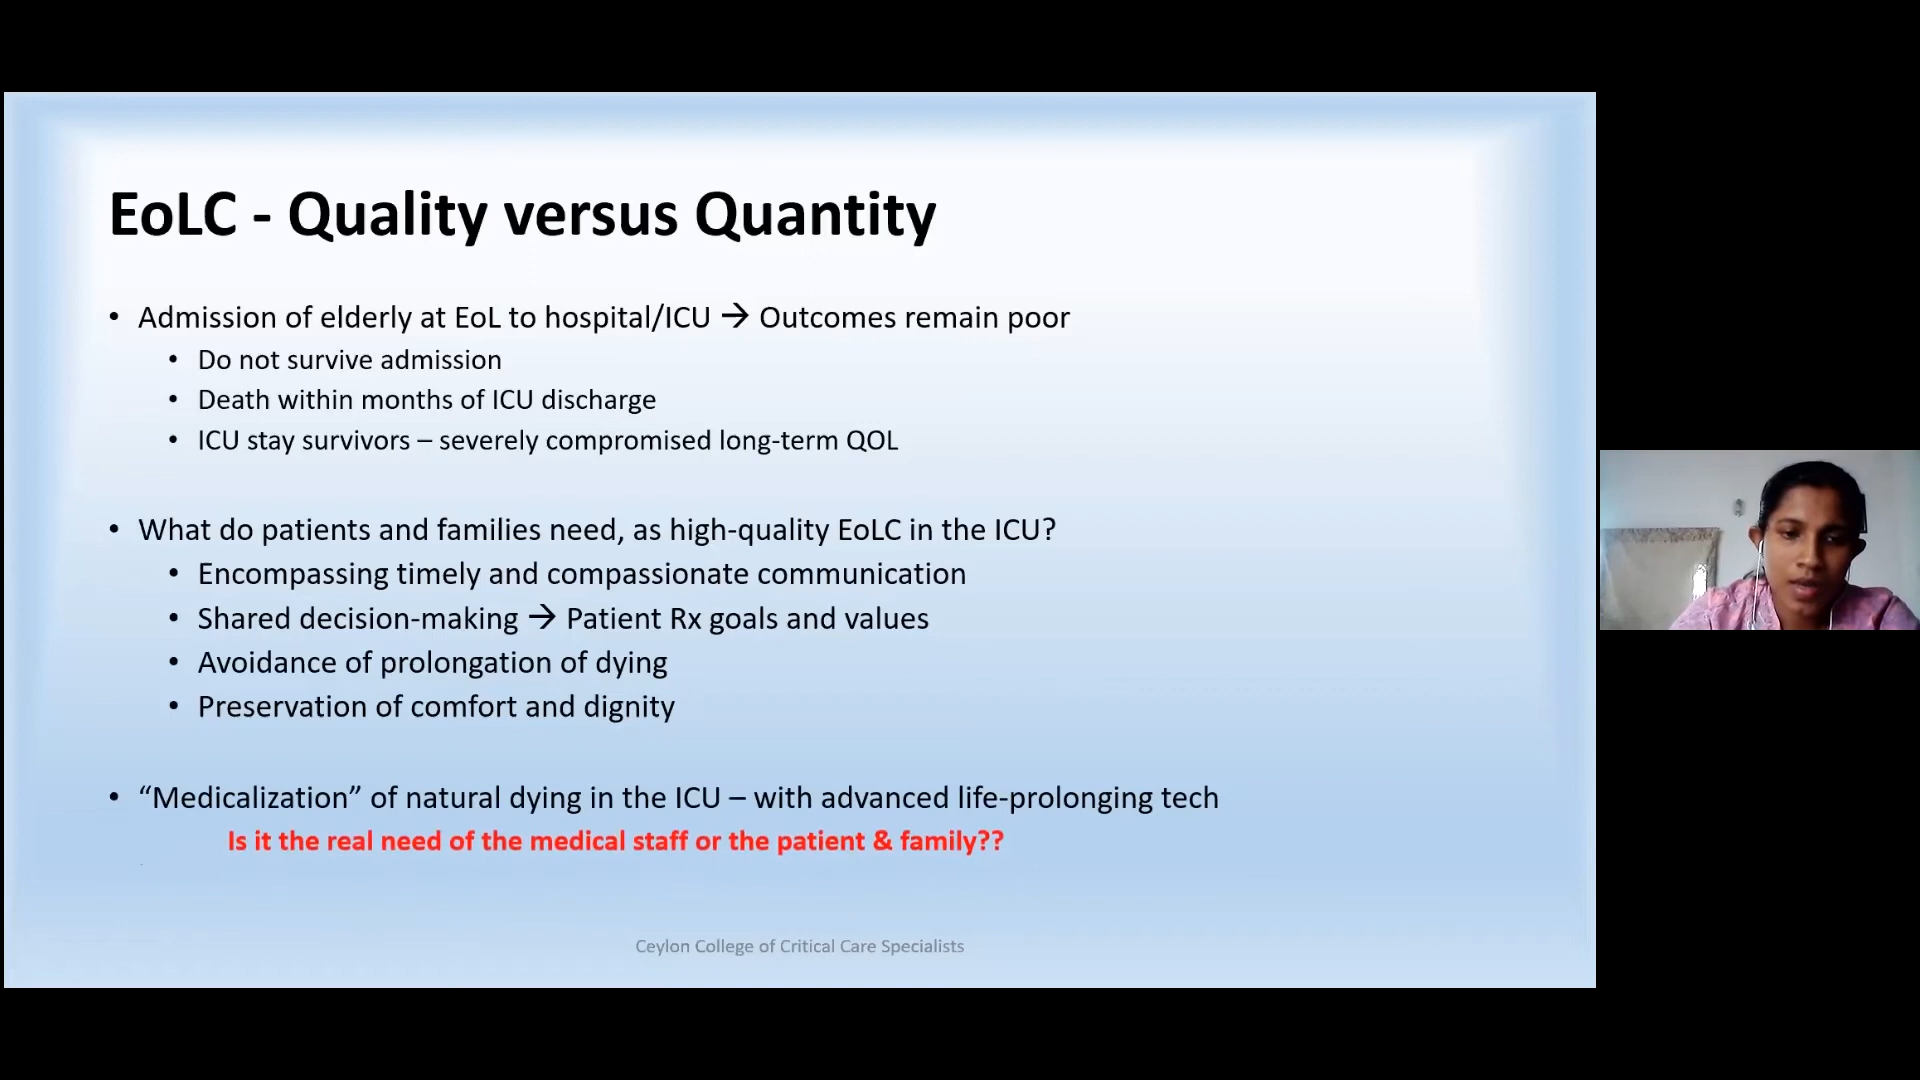 EoLC - Quality versus Quantity
• Admission of elderly at EoL to hospital/ICU → Outcomes remain poor
• Do not survive admission
• Death within months of ICU discharge
• ICU stay survivors – severely compromised long-term QOL
• What do patients and families need, as high-quality EoLC in the ICU?
• Encompassing timely and compassionate communication
• Shared decision-making → Patient Rx goals and values
• Avoidance of prolongation of dying
• Preservation of comfort and dignity
• “Medicalization” of natural dying in the ICU – with advanced life-prolonging tech
Is it the real need of the medical staff or the patient & family??
Ceylon College of Critical Care Specialists